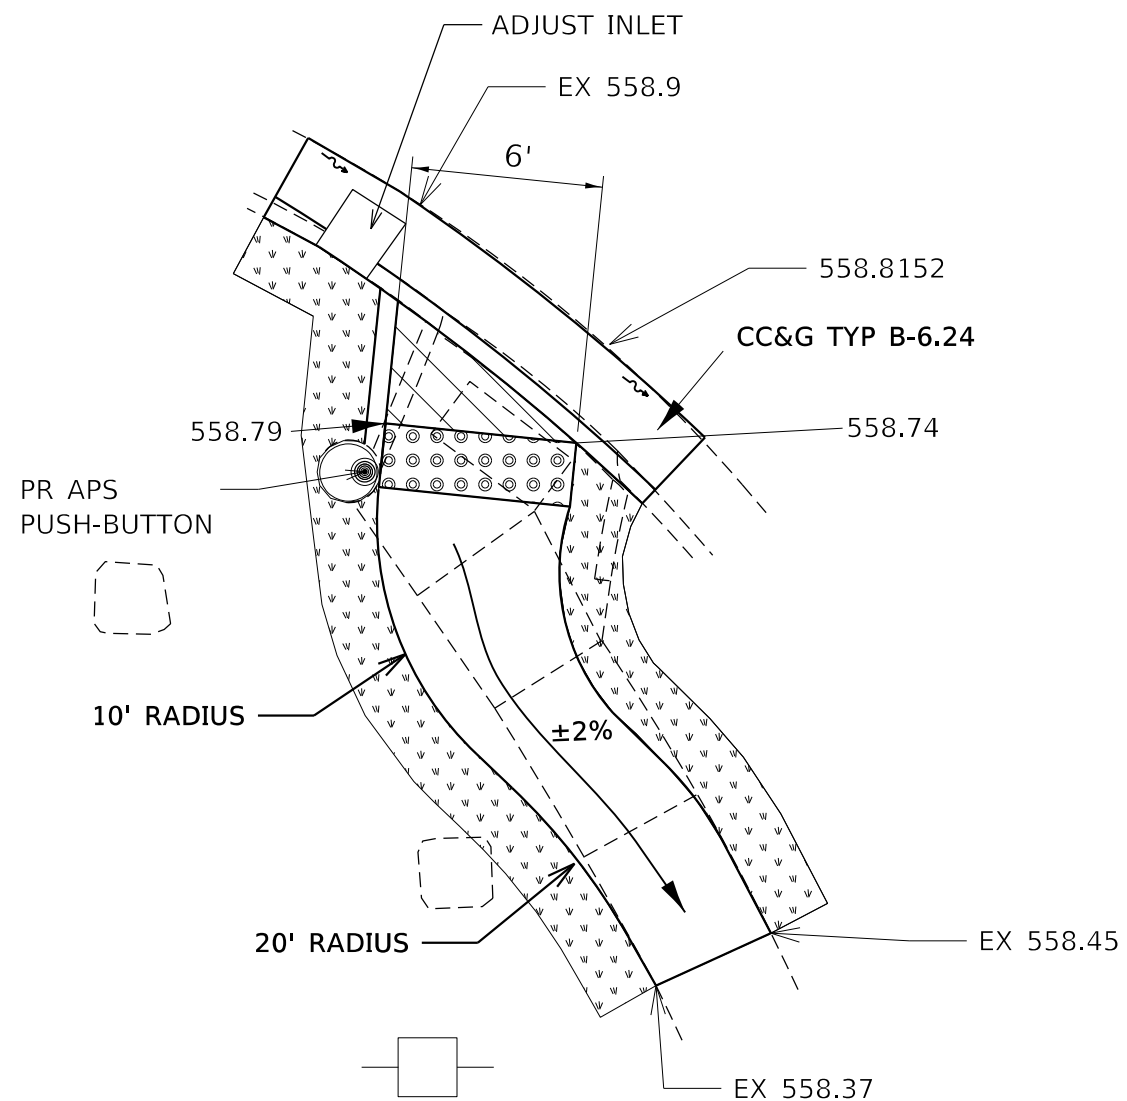 ADJUST INLET
EX 558.9
6'
558.8152
CC&G TYP B-6.24
558.79
558.74
PR APS
PUSH-BUTTON
10' RADIUS
±2%
20' RADIUS
EX 558.45
EX 558.37